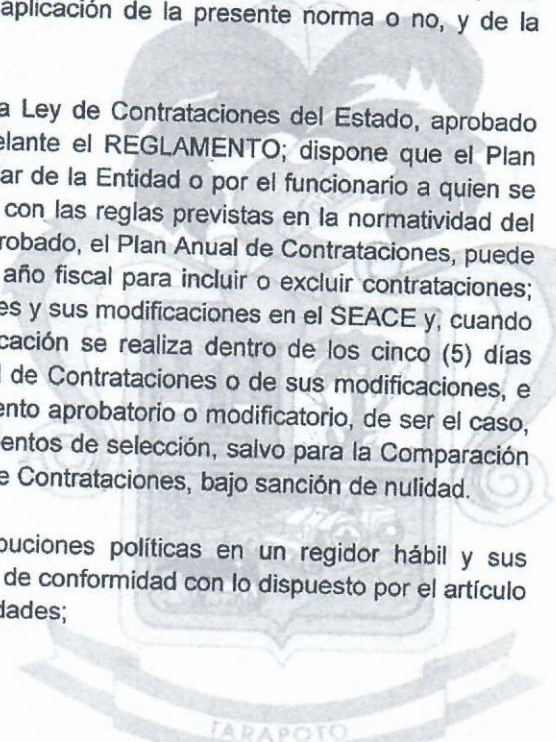 aplicación de la presente norma o no, y de la
a Ley de Contrataciones del Estado, aprobado
elante el REGLAMENTO; dispone que el Plan
ar de la Entidad o por el funcionario a quien se
con las reglas previstas en la normatividad del
robado, el Plan Anual de Contrataciones, puede
año fiscal para incluir o excluir contrataciones;
es y sus modificaciones en el SEACE y, cuando
cación se realiza dentro de los cinco (5) días
l de Contrataciones o de sus modificaciones, e
ento aprobatorio o modificatorio, de ser el caso,
entos de selección, salvo para la Comparación
e Contrataciones, bajo sanción de nulidad.
buciones políticas en un regidor hábil y sus
de conformidad con lo dispuesto por el artículo
dades;
TARAPOTO